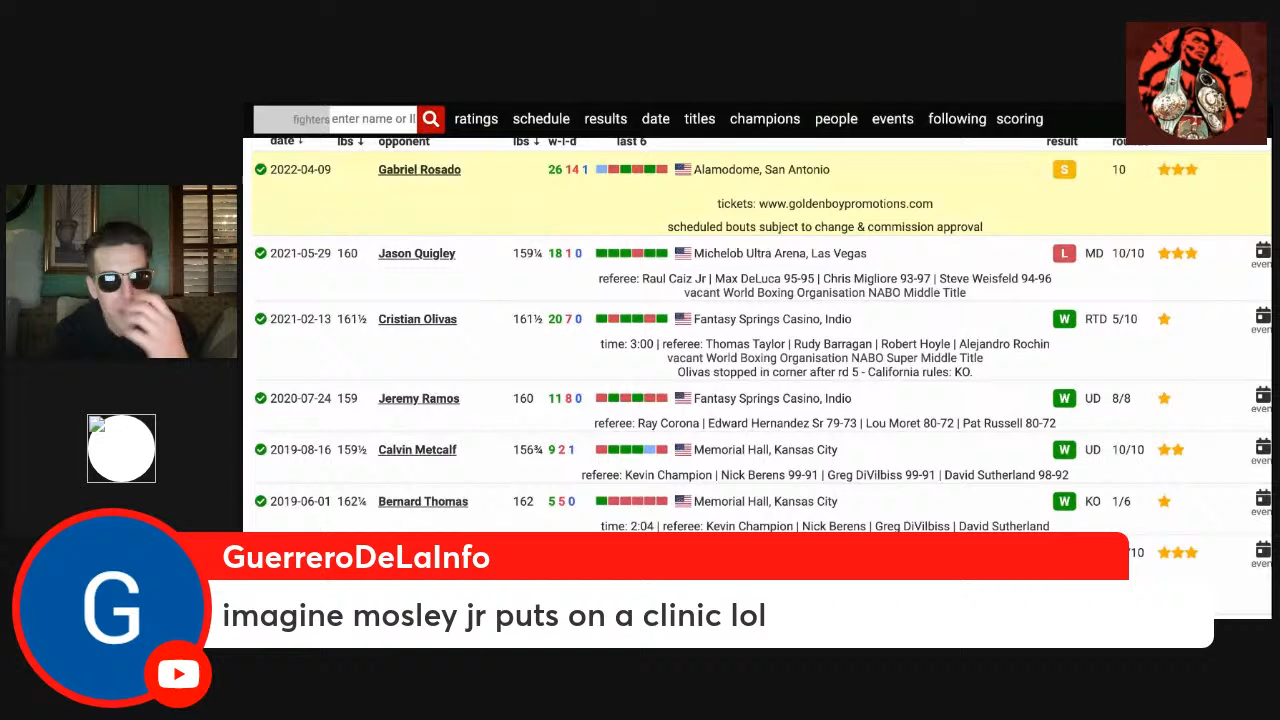 fighters enter name or I ratings schedule results date titles champions people events following scoring
date lbs opponent lbs w-l-d last 6 result
2022-04-09 Gabriel Rosado 26 14 1 Alamodome, San Antonio S 10
tickets: www.goldenboypromotions.com
scheduled bouts subject to change & commission approval
2021-05-29 160 Jason Quigley 159¼ 18 1 0 Michelob Ultra Arena, Las Vegas L MD 10/10
referee: Raul Caiz Jr | Max DeLuca 95-95 | Chris Migliore 93-97 | Steve Weisfeld 94-96
vacant World Boxing Organisation NABO Middle Title
2021-02-13 161½ Cristian Olivas 161½ 20 7 0 Fantasy Springs Casino, Indio W RTD 5/10
time: 3:00 | referee: Thomas Taylor | Rudy Barragan | Robert Hoyle | Alejandro Rochin
vacant World Boxing Organisation NABO Super Middle Title
Olivas stopped in corner after rd 5 - California rules: KO.
2020-07-24 159 Jeremy Ramos 160 11 8 0 Fantasy Springs Casino, Indio W UD 8/8
referee: Ray Corona | Edward Hernandez Sr 79-73 | Lou Moret 80-72 | Pat Russell 80-72
2019-08-16 159½ Calvin Metcalf 156¾ 9 2 1 Memorial Hall, Kansas City W UD 10/10
referee: Kevin Champion | Nick Berens 99-91 | Greg DiVilbiss 99-91 | David Sutherland 98-92
2019-06-01 162¼ Bernard Thomas 162 5 5 0 Memorial Hall, Kansas City W KO 1/6
time: 2:04 | referee: Kevin Champion | Nick Berens | Greg DiVilbiss | David Sutherland
/10
GuerreroDeLaInfo
G
imagine mosley jr puts on a clinic lol